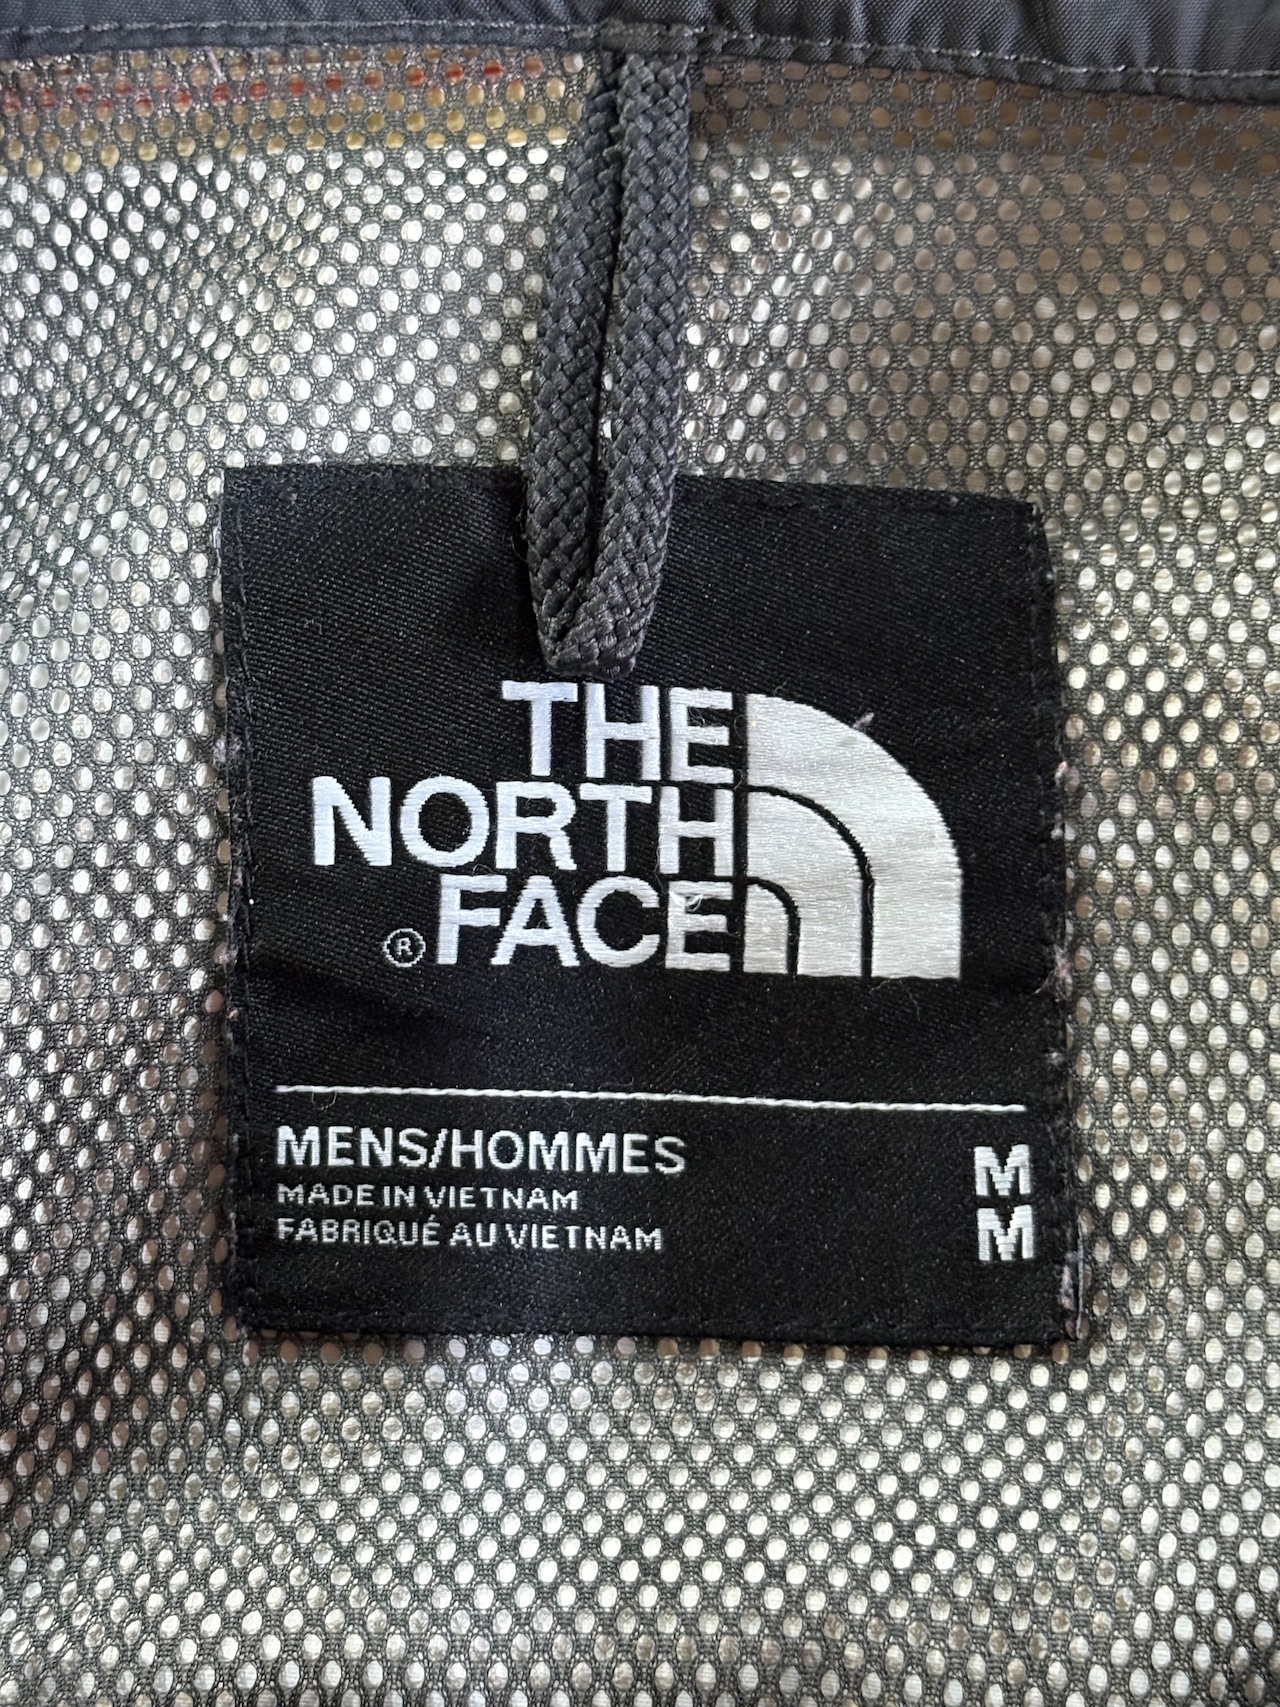 THE
NORTH
® FACE
MENS/HOMMES M
MADE IN VIETNAM
FABRIQUÉ AU VIETNAM M